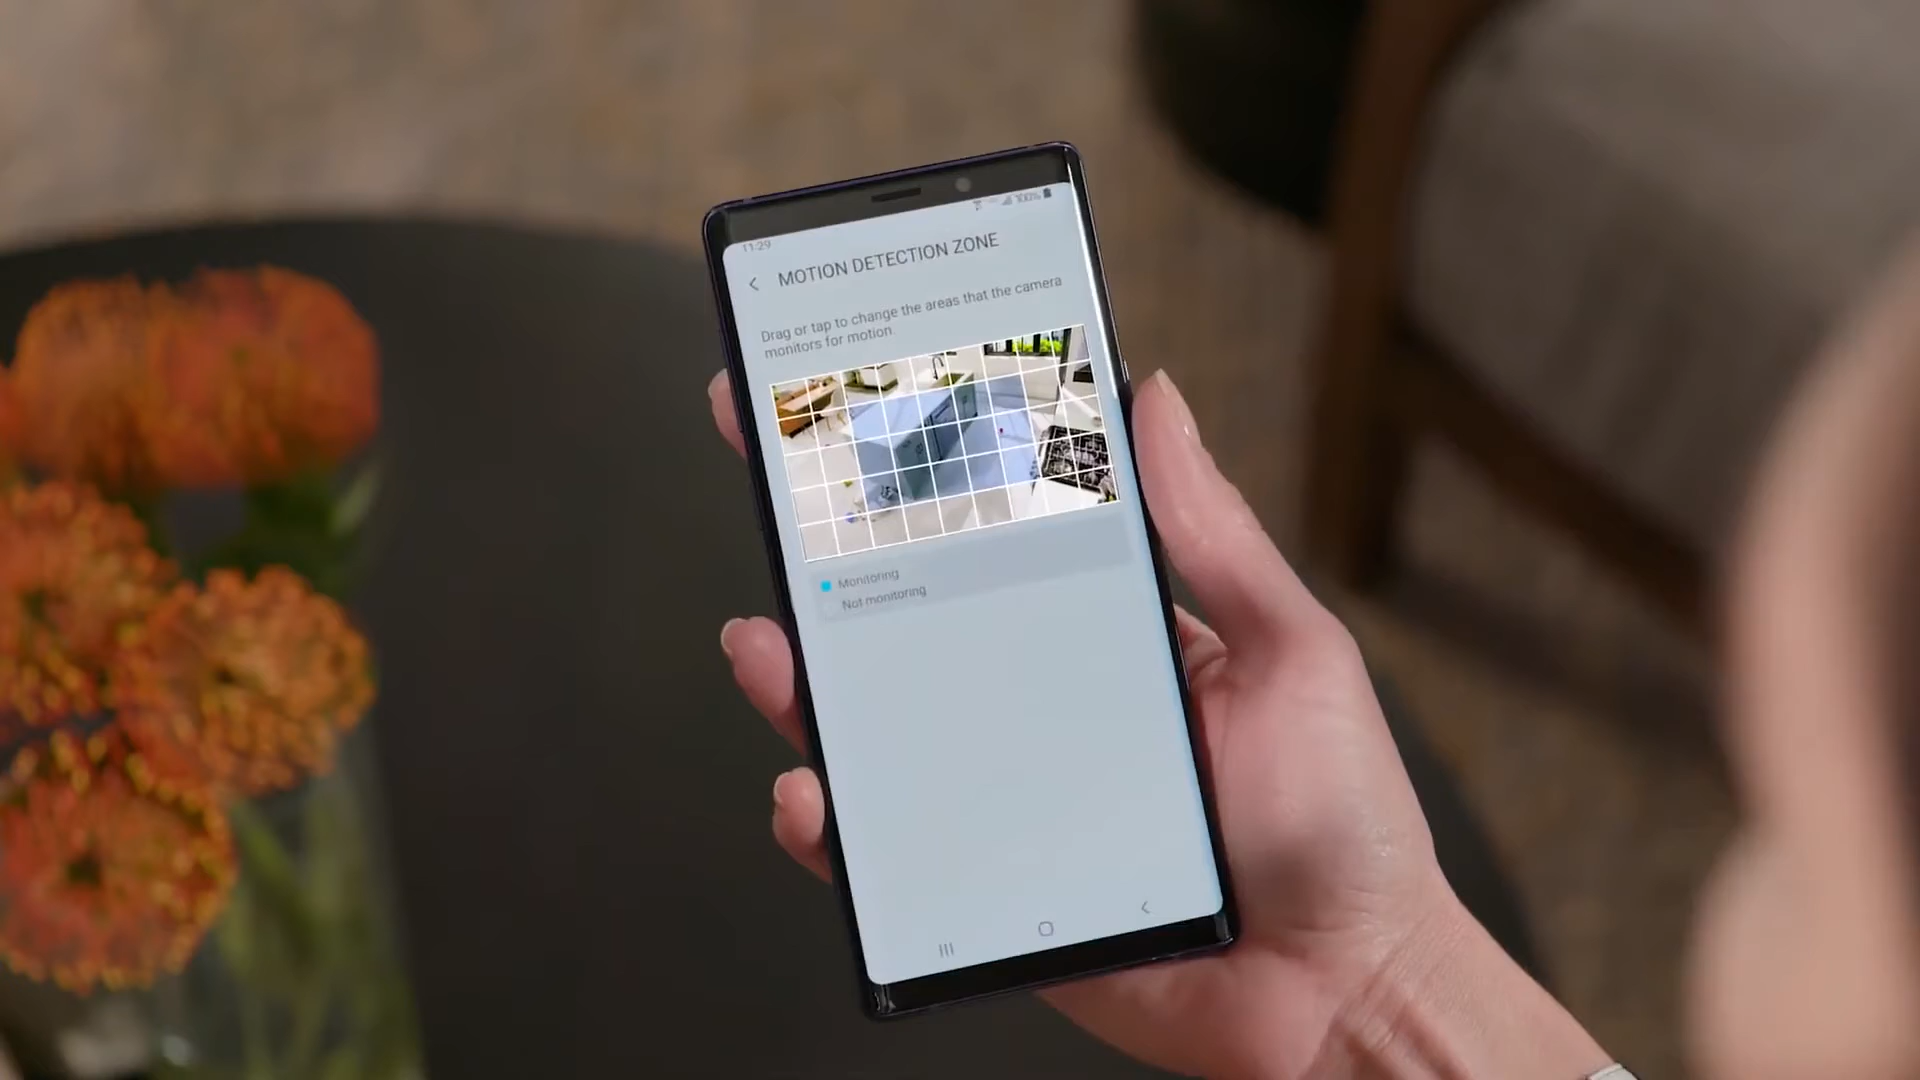 11:29
100%
MOTION DETECTION ZONE
Drag or tap to change the areas that the camera
monitors for motion.
Monitoring
Not monitoring